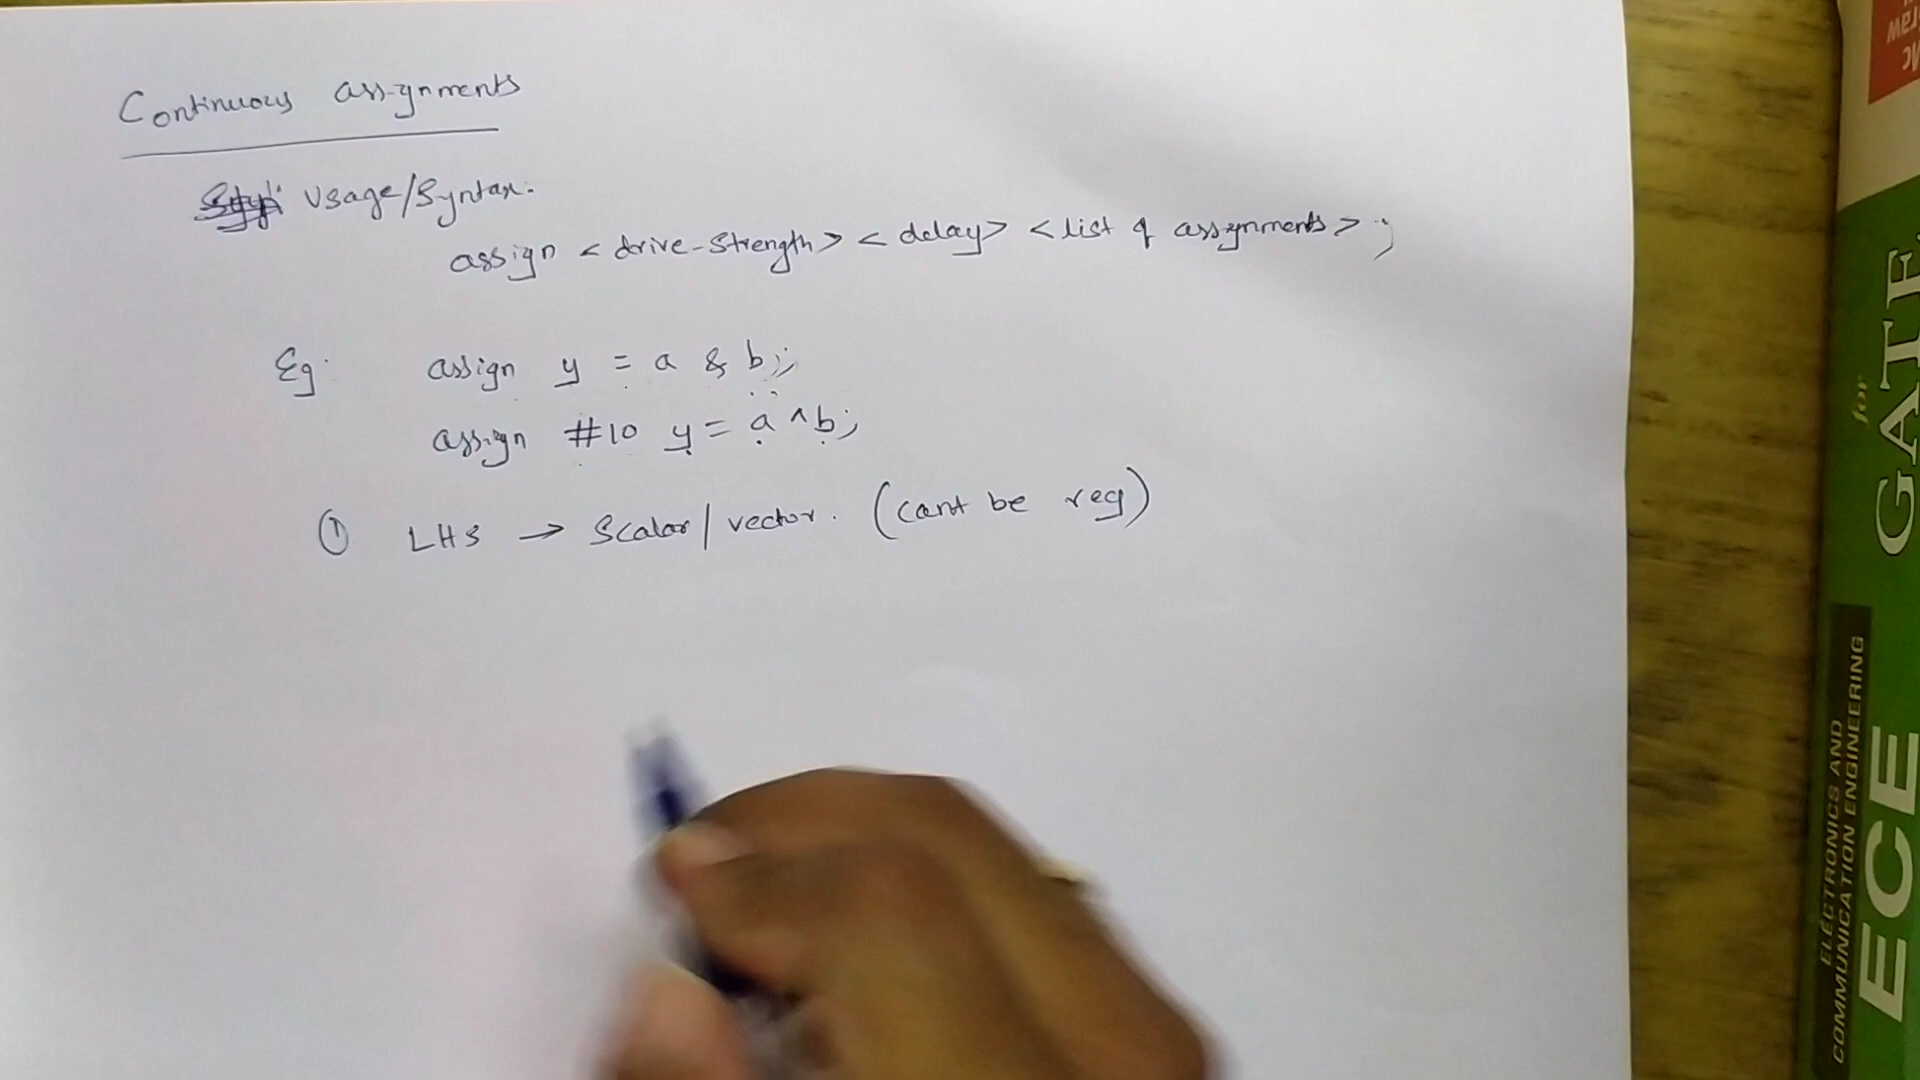 Continuous assignments
Usage/Syntax:
assign <drive-strength> <delay> <list of assignments> ;
Eg: assign y = a & b;
assign #10 y = a ^ b;
① LHS → Scalar/vector. (cant be reg)
for GATE
ELECTRONICS AND
COMMUNICATION ENGINEERING
ECE